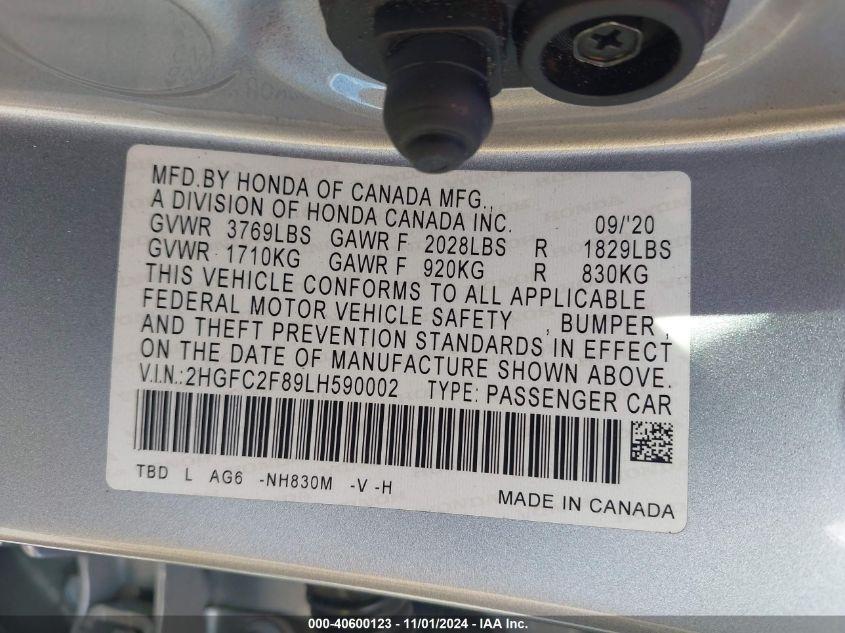 MFD.BY HONDA OF CANADA MFG.,
A DIVISION OF HONDA CANADA INC. 09/'20
GVWR 3769LBS GAWR F 2028LBS R 1829LBS
GVWR 1710KG GAWR F 920KG R 830KG
THIS VEHICLE CONFORMS TO ALL APPLICABLE
FEDERAL MOTOR VEHICLE SAFETY , BUMPER ,
AND THEFT PREVENTION STANDARDS IN EFFECT
ON THE DATE OF MANUFACTURE SHOWN ABOVE.
V.I.N.:2HGFC2F89LH590002 TYPE: PASSENGER CAR
TBD L AG6 -NH830M -V -H
MADE IN CANADA
000-40600123 - 11/01/2024 - IAA Inc.